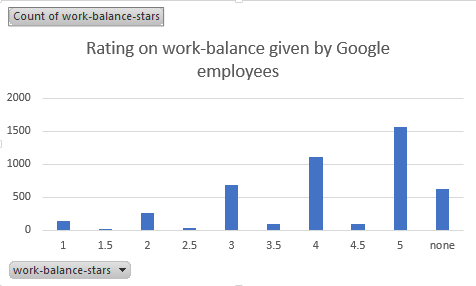 Count of work-balance-stars
Rating on work-balance given by Google
employees
2000
1500
1000
500
0
1 1.5 2 2.5 3 3.5 4 4.5 5 none
work-balance-stars